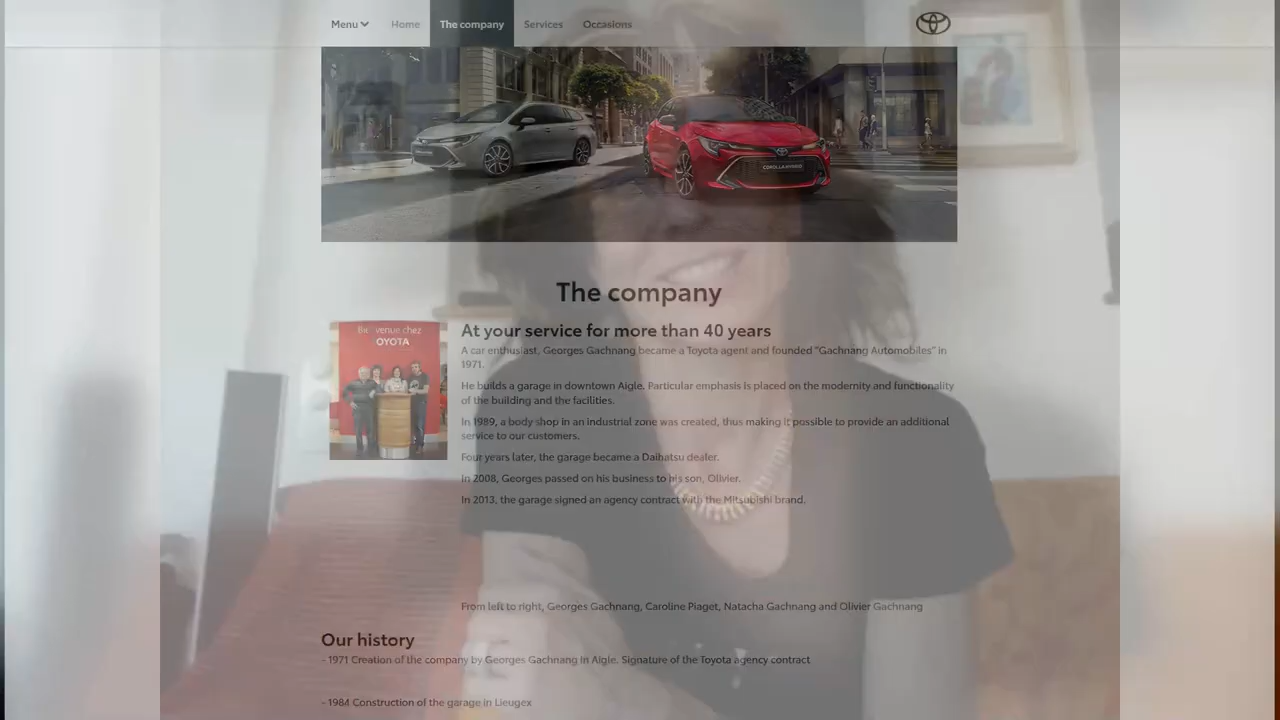 Menu Home The company Services Occasions
COROLLA HYBRID
The company
Bienvenue chez
TOYOTA
At your service for more than 40 years
A car enthusiast, Georges Gachnang became a Toyota agent and founded "Gachnang Automobiles" in
1971.
He builds a garage in downtown Aigle. Particular emphasis is placed on the modernity and functionality
of the building and the facilities.
In 1989, a body shop in an industrial zone was created, thus making it possible to provide an additional
service to our customers.
Four years later, the garage became a Daihatsu dealer.
In 2008, Georges passed on his business to his son, Olivier.
In 2013, the garage signed an agency contract with the Mitsubishi brand.
From left to right, Georges Gachnang, Caroline Piaget, Natacha Gachnang and Olivier Gachnang
Our history
- 1971 Creation of the company by Georges Gachnang in Aigle. Signature of the Toyota agency contract
- 1984 Construction of the garage in Lieugex